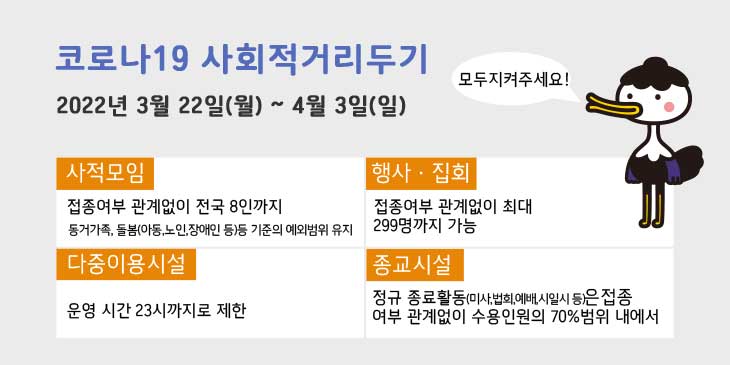 코로나19 사회적거리두기
2022년 3월 22일(월) ~ 4월 3일(일)
모두지켜주세요!
사적모임
접종여부 관계없이 전국 8인까지
동거가족, 돌봄(아동,노인,장애인 등)등 기준의 예외범위 유지
행사 · 집회
접종여부 관계없이 최대
299명까지 가능
다중이용시설
운영 시간 23시까지로 제한
종교시설
정규 종료활동(미사,법회,예배,시일시 등)은접종
여부 관계없이 수용인원의 70%범위 내에서